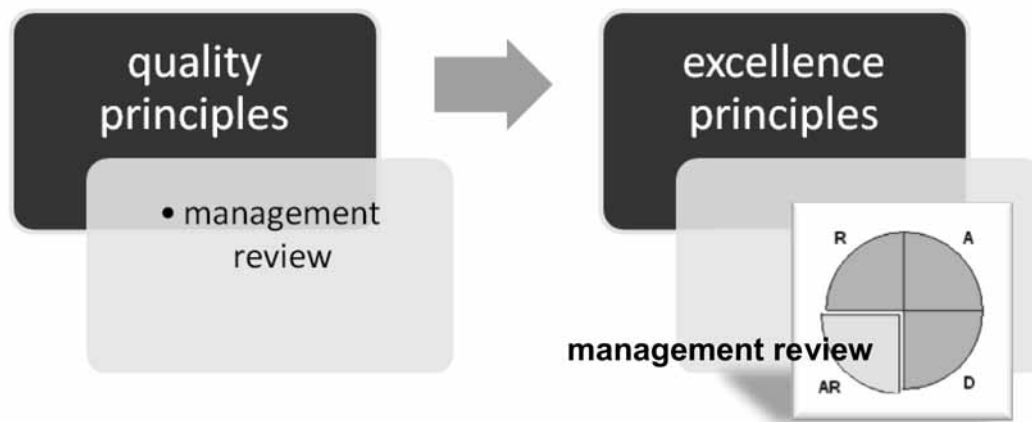 quality
principles
• management
review
excellence
principles
R
A
management review
AR
D